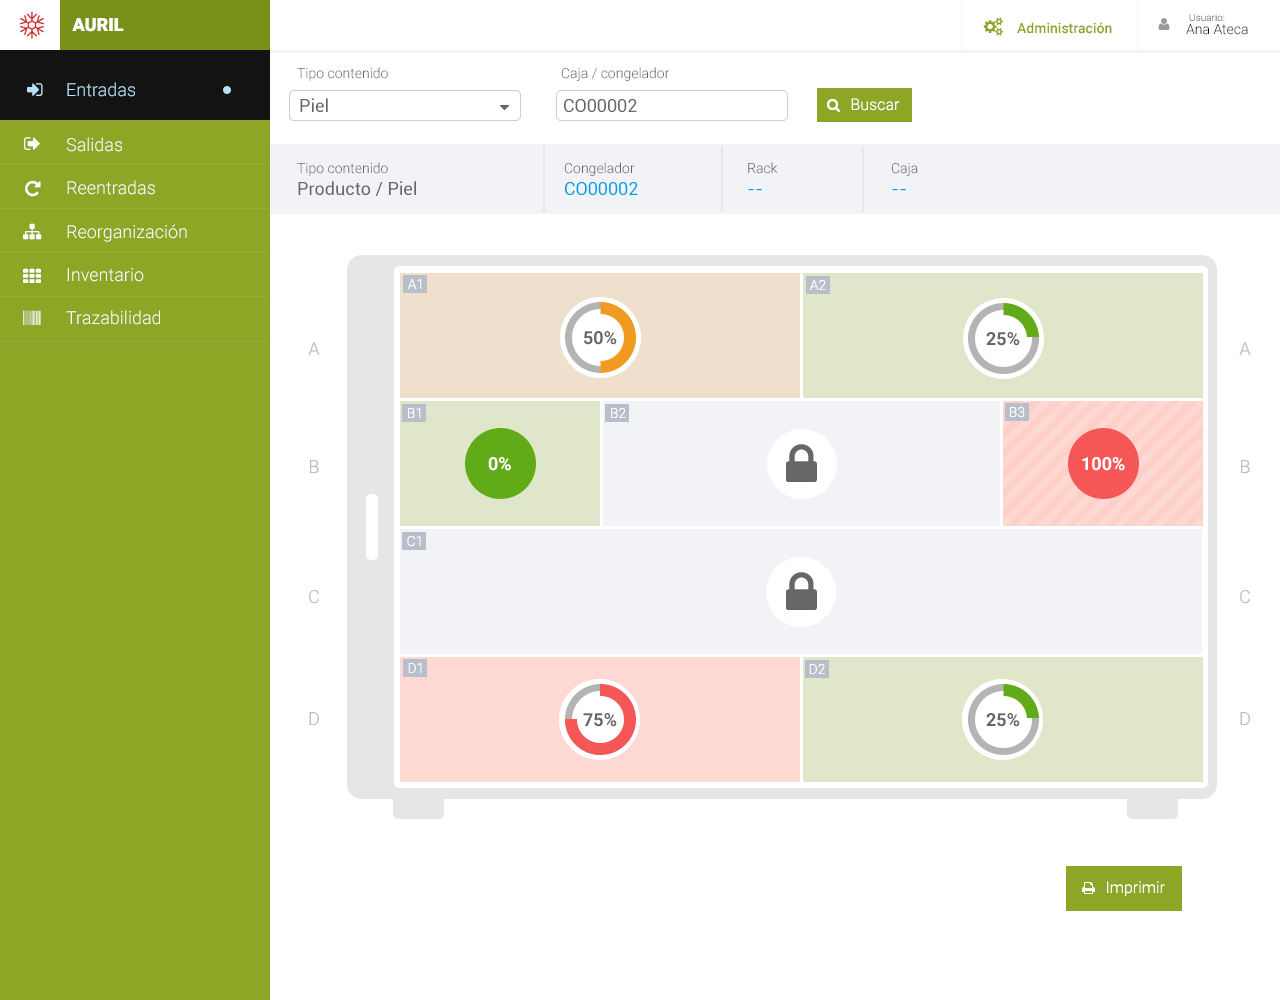 AURIL
Administración
Usuario:
Ana Ateca
Entradas
Salidas
Reentradas
Reorganización
Inventario
Trazabilidad
Tipo contenido
Caja / congelador
Piel
CO00002
Buscar
Tipo contenido
Congelador
Rack
Caja
Producto / Piel
CO00002
--
--
A1
A2
50%
25%
A
A
B1
B2
B3
0%
100%
B
B
C1
C
C
D1
D2
75%
25%
D
D
Imprimir